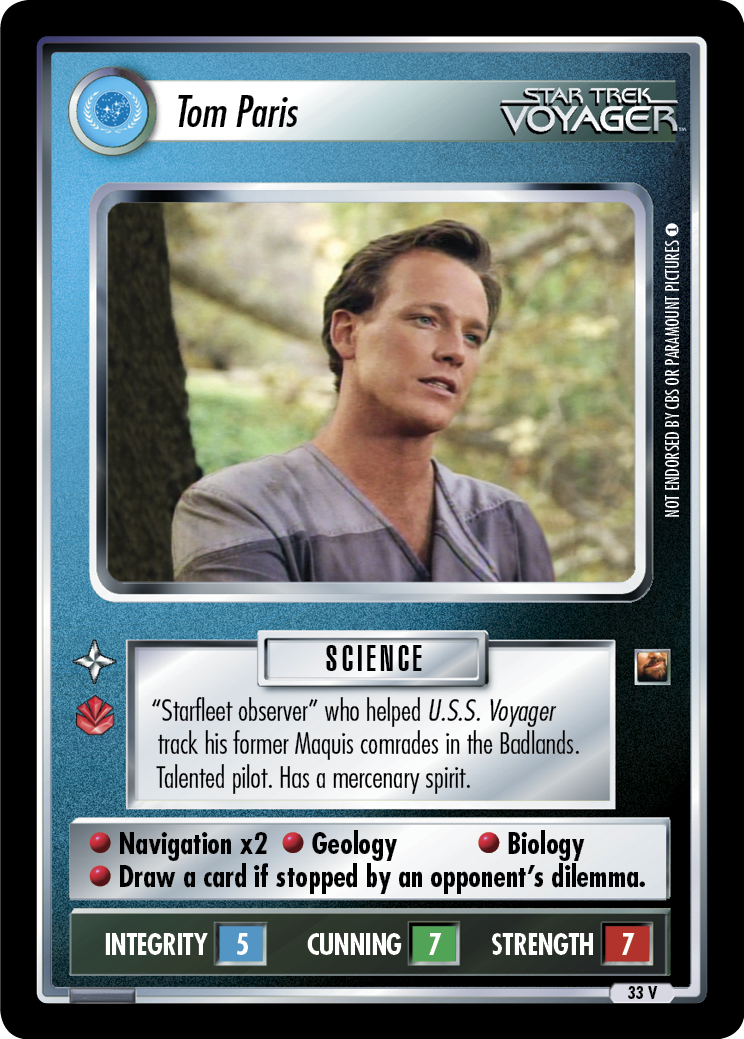 Tom Paris
STAR TREK
VOYAGER™
NOT ENDORSED BY CBS OR PARAMOUNT PICTURES 1
SCIENCE
“Starfleet observer” who helped U.S.S. Voyager
track his former Maquis comrades in the Badlands.
Talented pilot. Has a mercenary spirit.
• Navigation x2 • Geology • Biology
• Draw a card if stopped by an opponent’s dilemma.
INTEGRITY 5 CUNNING 7 STRENGTH 7
33 V